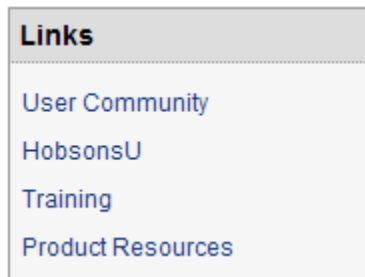 Links
User Community
HobsonsU
Training
Product Resources